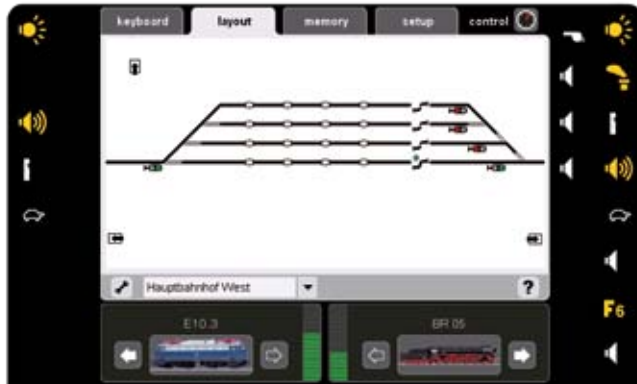 keyboard layout memory setup control
Hauptbahnhof West ?
E10.3 BR 05
F6